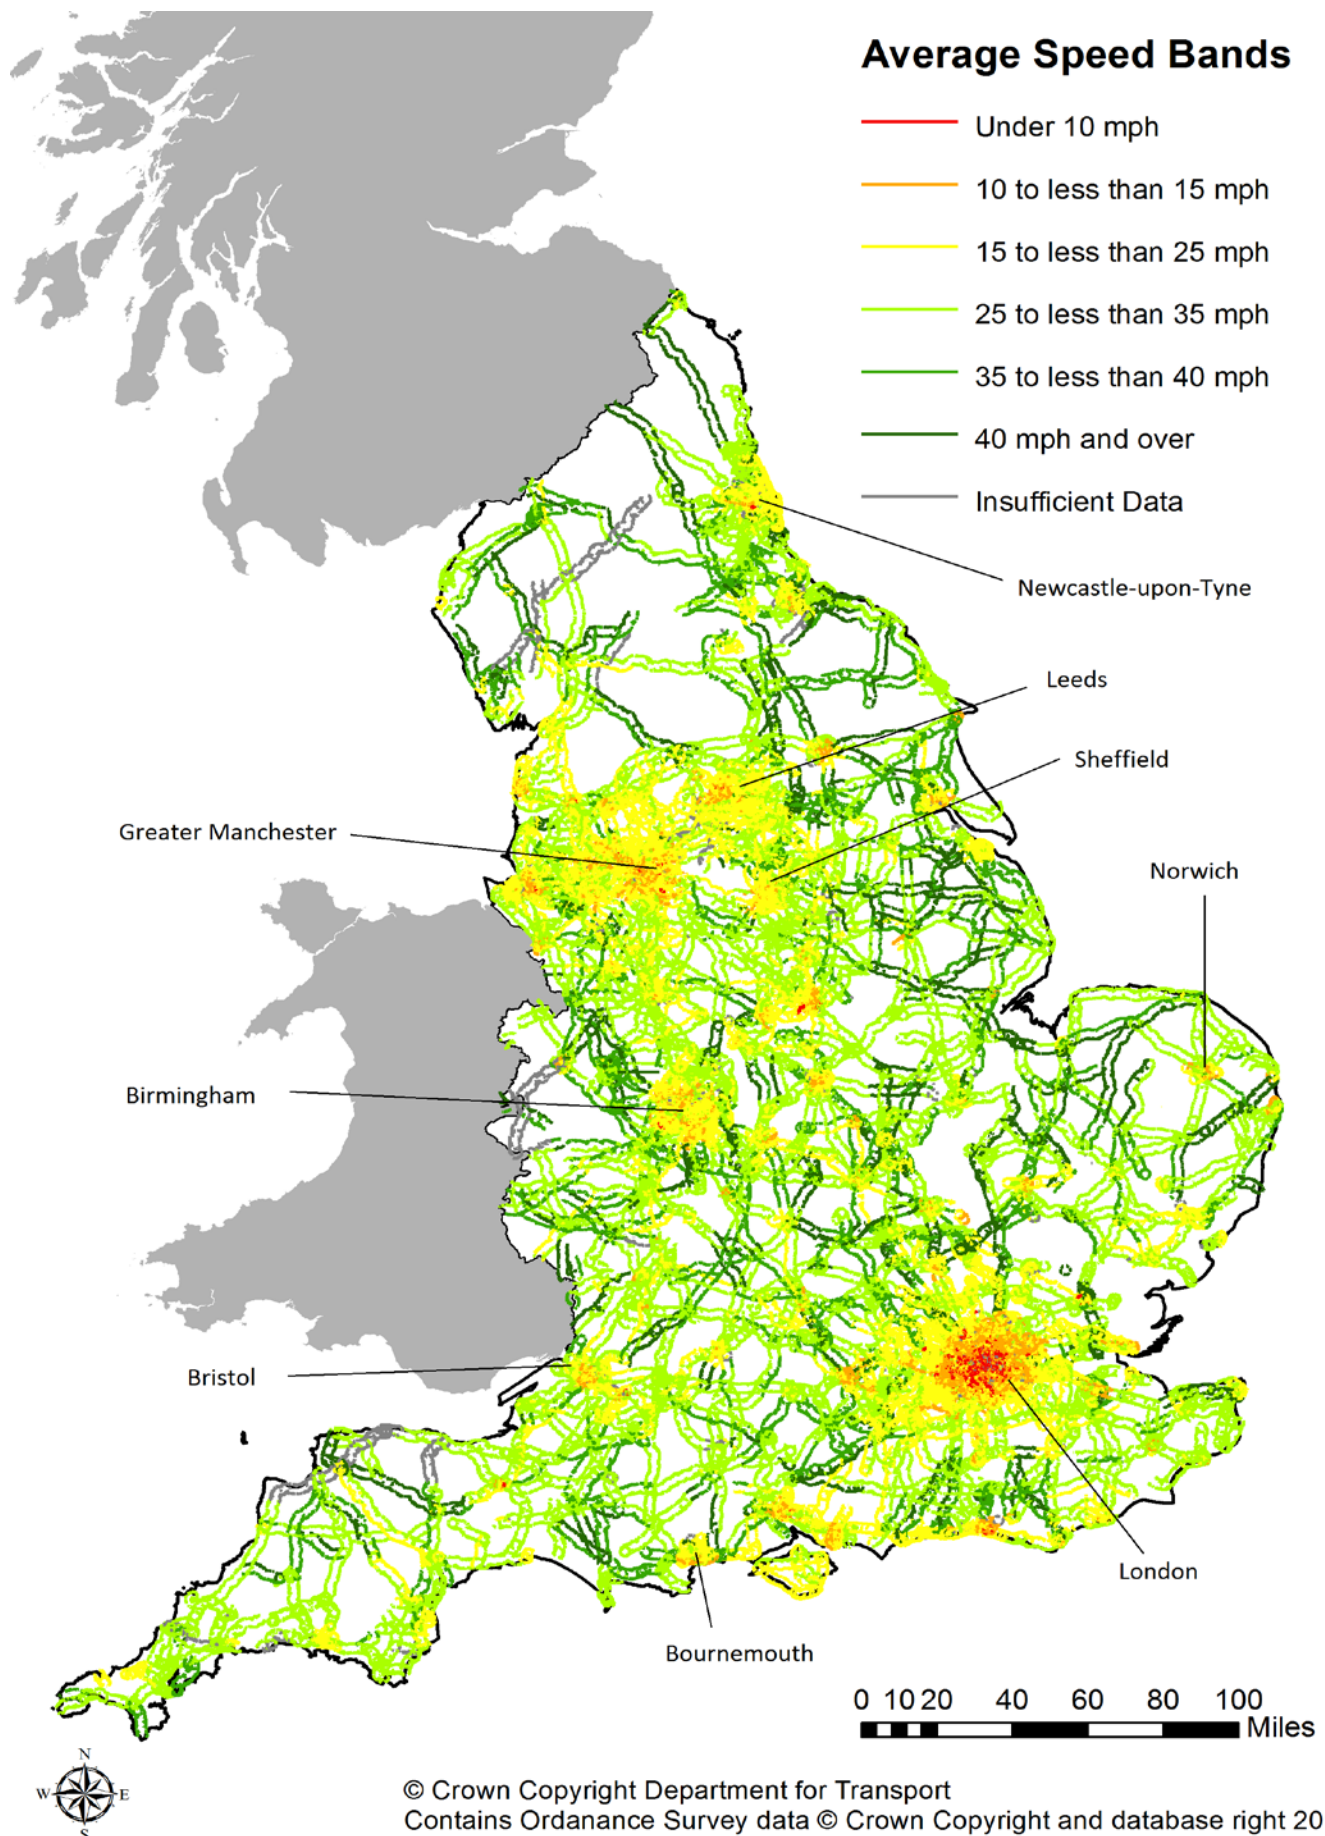 Average Speed Bands
Under 10 mph
10 to less than 15 mph
15 to less than 25 mph
25 to less than 35 mph
35 to less than 40 mph
40 mph and over
Insufficient Data
Newcastle-upon-Tyne
Leeds
Sheffield
Greater Manchester
Norwich
Birmingham
Bristol
London
Bournemouth
0 10 20 40 60 80 100
Miles
N
W E
S
© Crown Copyright Department for Transport
Contains Ordanance Survey data © Crown Copyright and database right 20